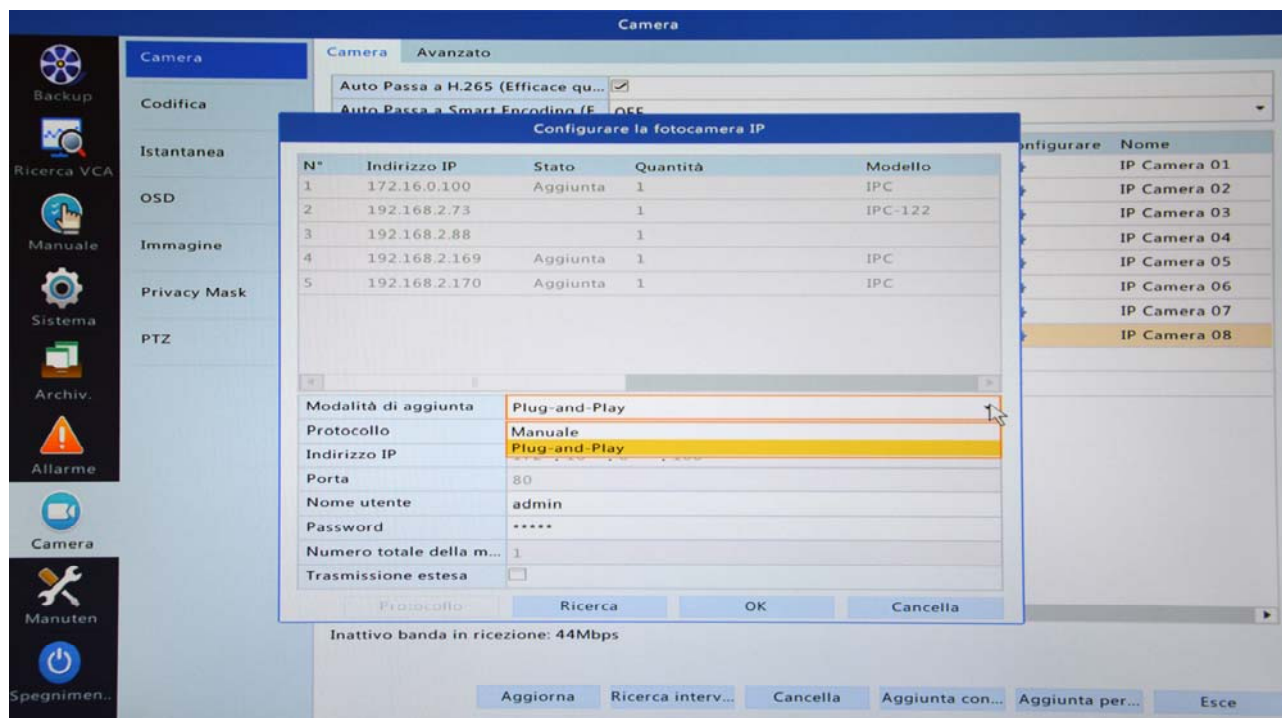 Camera
Backup
Ricerca VCA
Manuale
Sistema
Archiv.
Allarme
Camera
Manuten
Spegnimen..
Camera
Codifica
Istantanea
OSD
Immagine
Privacy Mask
PTZ
Camera Avanzato
Auto Passa a H.265 (Efficace qu...
Auto Passa a Smart Encoding (E OFF
nfigurare Nome
IP Camera 01
IP Camera 02
IP Camera 03
IP Camera 04
IP Camera 05
IP Camera 06
IP Camera 07
IP Camera 08
Configurare la fotocamera IP
N° Indirizzo IP Stato Quantità Modello
1 172.16.0.100 Aggiunta 1 IPC
2 192.168.2.73 1 IPC-122
3 192.168.2.88 1
4 192.168.2.169 Aggiunta 1 IPC
5 192.168.2.170 Aggiunta 1 IPC
Modalità di aggiunta Plug-and-Play
Protocollo Manuale
Plug-and-Play
Indirizzo IP
Porta 80
Nome utente admin
Password •••••
Numero totale della m... 1
Trasmissione estesa
Protocollo Ricerca OK Cancella
Inattivo banda in ricezione: 44Mbps
Aggiorna Ricerca interv... Cancella Aggiunta con... Aggiunta per... Esce